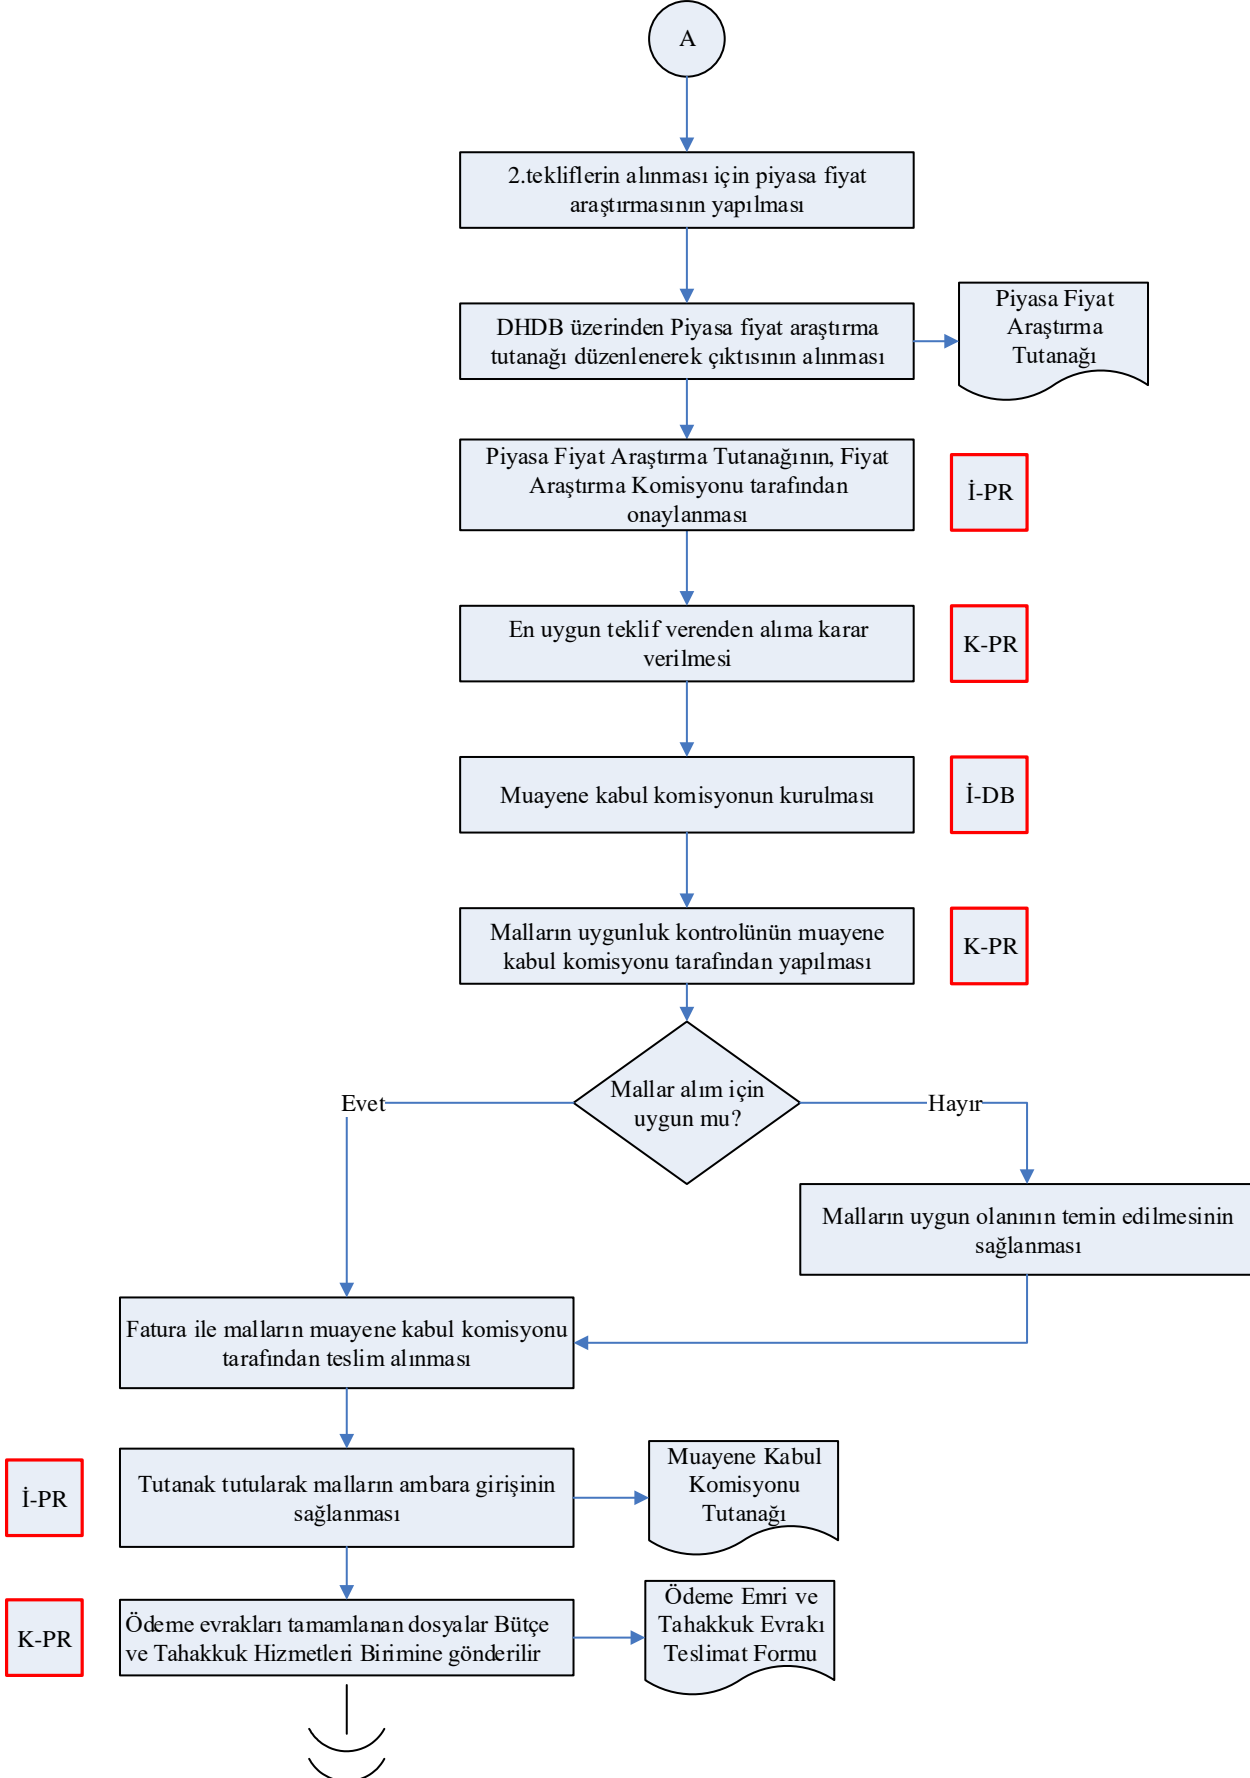 A
2.tekliflerin alınması için piyasa fiyat
araştırmasının yapılması
DHDB üzerinden Piyasa fiyat araştırma
tutanağı düzenlenerek çıktısının alınması
Piyasa Fiyat
Araştırma
Tutanağı
Piyasa Fiyat Araştırma Tutanağının, Fiyat
Araştırma Komisyonu tarafından
onaylanması
İ-PR
En uygun teklif verenden alıma karar
verilmesi
K-PR
Muayene kabul komisyonun kurulması
İ-DB
Malların uygunluk kontrolünün muayene
kabul komisyonu tarafından yapılması
K-PR
Mallar alım için
uygun mu?
Evet
Hayır
Malların uygun olanının temin edilmesinin
sağlanması
Fatura ile malların muayene kabul komisyonu
tarafından teslim alınması
İ-PR
Tutanak tutularak malların ambara girişinin
sağlanması
Muayene Kabul
Komisyonu
Tutanağı
K-PR
Ödeme evrakları tamamlanan dosyalar Bütçe
ve Tahakkuk Hizmetleri Birimine gönderilir
Ödeme Emri ve
Tahakkuk Evrakı
Teslimat Formu